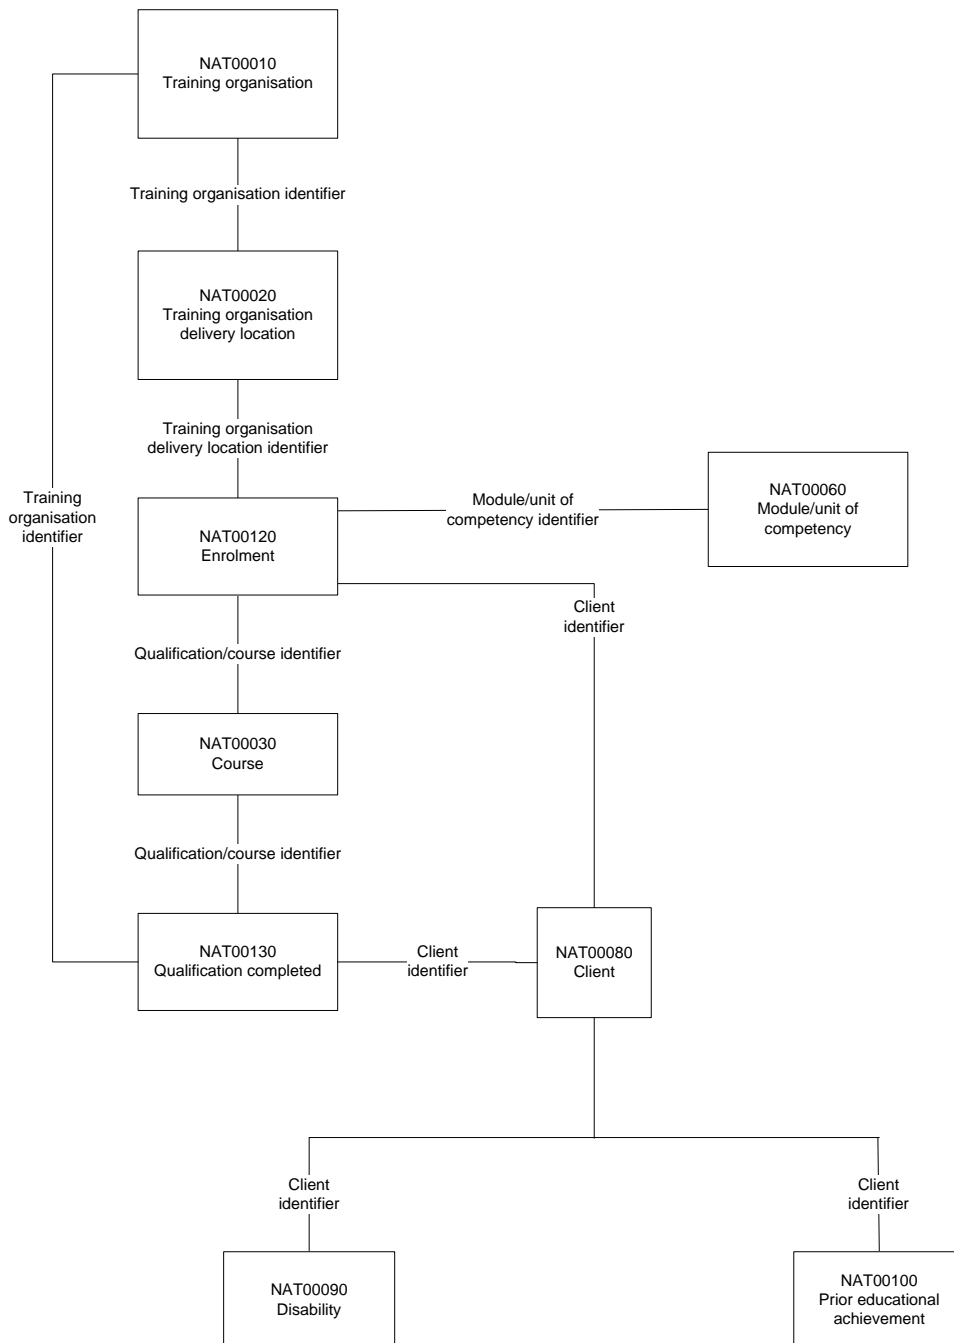 NAT00010
Training organisation
Training organisation identifier
NAT00020
Training organisation
delivery location
Training organisation
delivery location identifier
Training
organisation
identifier
NAT00120
Enrolment
Module/unit of
competency identifier
NAT00060
Module/unit of
competency
Client
identifier
Qualification/course identifier
NAT00030
Course
Qualification/course identifier
NAT00130
Qualification completed
Client
identifier
NAT00080
Client
Client
identifier
Client
identifier
NAT00090
Disability
NAT00100
Prior educational
achievement